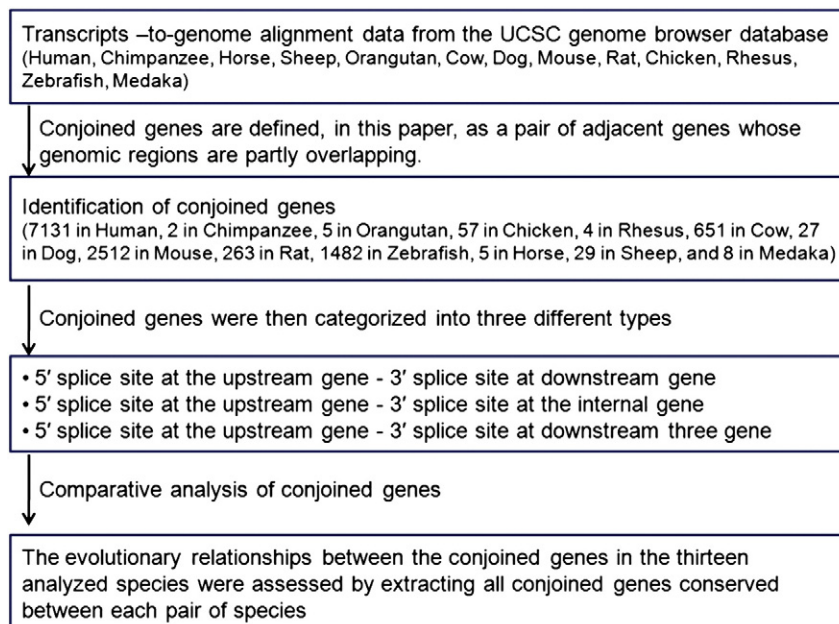 Transcripts –to-genome alignment data from the UCSC genome browser database
(Human, Chimpanzee, Horse, Sheep, Orangutan, Cow, Dog, Mouse, Rat, Chicken, Rhesus,
Zebrafish, Medaka)
Conjoined genes are defined, in this paper, as a pair of adjacent genes whose
genomic regions are partly overlapping.
Identification of conjoined genes
(7131 in Human, 2 in Chimpanzee, 5 in Orangutan, 57 in Chicken, 4 in Rhesus, 651 in Cow, 27
in Dog, 2512 in Mouse, 263 in Rat, 1482 in Zebrafish, 5 in Horse, 29 in Sheep, and 8 in Medaka)
Conjoined genes were then categorized into three different types
• 5′ splice site at the upstream gene - 3′ splice site at downstream gene
• 5′ splice site at the upstream gene - 3′ splice site at the internal gene
• 5′ splice site at the upstream gene - 3′ splice site at downstream three gene
Comparative analysis of conjoined genes
The evolutionary relationships between the conjoined genes in the thirteen
analyzed species were assessed by extracting all conjoined genes conserved
between each pair of species